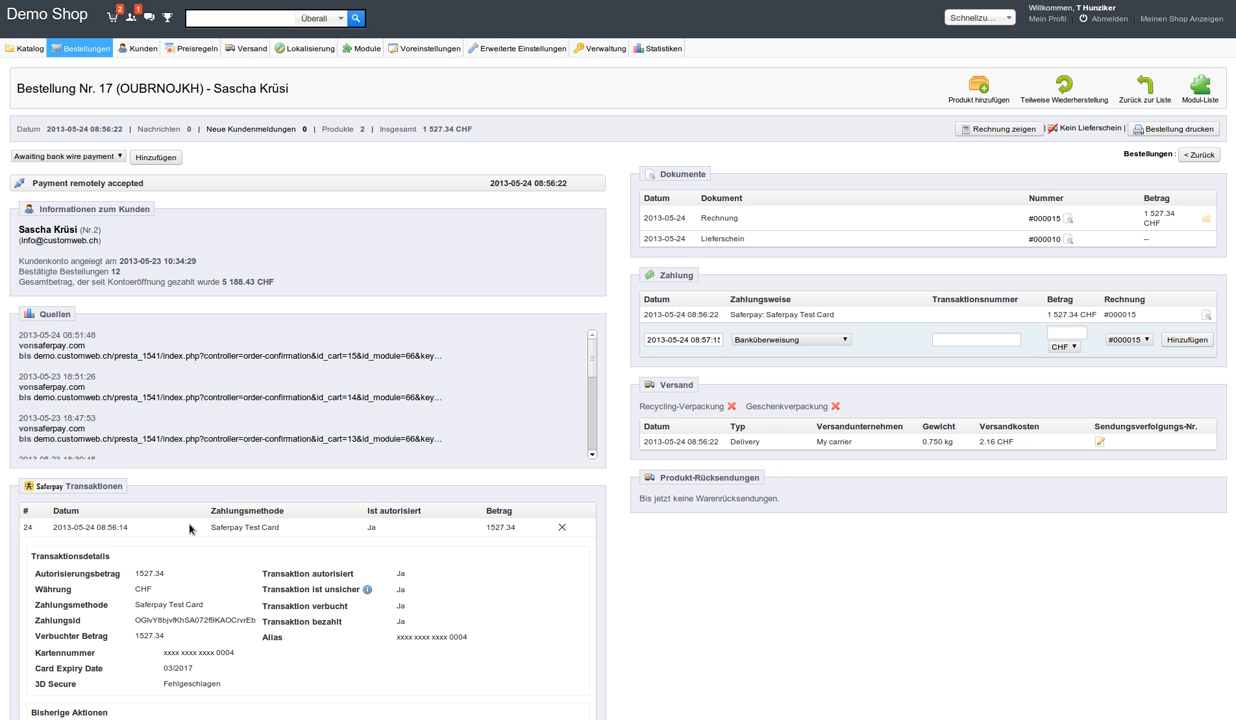 Demo Shop
2
1
Überall
Schnellzu...
Willkommen, T Hunziker
Mein Profil
Abmelden
Meinen Shop Anzeigen
Katalog
Bestellungen
Kunden
Preisregeln
Versand
Lokalisierung
Module
Voreinstellungen
Erweiterte Einstellungen
Verwaltung
Statistiken
Bestellung Nr. 17 (OUBRNOJKH) - Sascha Krüsi
Produkt hinzufügen
Teilweise Wiederherstellung
Zurück zur Liste
Modul-Liste
Datum 2013-05-24 08:56:22 | Nachrichten 0 | Neue Kundenmeldungen 0 | Produkte 2 | Insgesamt 1 527.34 CHF
Rechnung zeigen | Kein Lieferschein | Bestellung drucken
Awaiting bank wire payment
Hinzufügen
Bestellungen : < Zurück
Payment remotely accepted 2013-05-24 08:56:22
Informationen zum Kunden
Sascha Krüsi (Nr.2)
(info@customweb.ch)
Kundenkonto angelegt am 2013-05-23 10:34:29
Bestätigte Bestellungen 12
Gesamtbetrag, der seit Kontoeröffnung gezahlt wurde 5 188.43 CHF
Quellen
2013-05-24 08:51:48
vonsaferpay.com
bis demo.customweb.ch/presta_1541/index.php?controller=order-confirmation&id_cart=15&id_module=66&key...
2013-05-23 18:51:26
vonsaferpay.com
bis demo.customweb.ch/presta_1541/index.php?controller=order-confirmation&id_cart=14&id_module=66&key...
2013-05-23 18:47:53
vonsaferpay.com
bis demo.customweb.ch/presta_1541/index.php?controller=order-confirmation&id_cart=13&id_module=66&key...
Saferpay Transaktionen
# Datum Zahlungsmethode Ist autorisiert Betrag
24 2013-05-24 08:56:14 Saferpay Test Card Ja 1527.34
Transaktionsdetails
Autorisierungsbetrag 1527.34
Währung CHF
Zahlungsmethode Saferpay Test Card
Zahlungsid OGIvY8bjvfKhSA072f9KAOCrvrEb
Verbuchter Betrag 1527.34
Kartennummer xxxx xxxx xxxx 0004
Card Expiry Date 03/2017
3D Secure Fehlgeschlagen
Transaktion autorisiert Ja
Transaktion ist unsicher Ja
Transaktion verbucht Ja
Transaktion bezahlt Ja
Alias xxxx xxxx xxxx 0004
Bisherige Aktionen
Dokumente
Datum Dokument Nummer Betrag
2013-05-24 Rechnung #000015 1 527.34
CHF
2013-05-24 Lieferschein #000010 --
Zahlung
Datum Zahlungsweise Transaktionsnummer Betrag Rechnung
2013-05-24 08:56:22 Saferpay: Saferpay Test Card 1 527.34 CHF #000015
2013-05-24 08:57:15 Banküberweisung CHF #000015 Hinzufügen
Versand
Recycling-Verpackung Geschenkverpackung
Datum Typ Versandunternehmen Gewicht Versandkosten Sendungsverfolgungs-Nr.
2013-05-24 08:56:22 Delivery My carrier 0.750 kg 2.16 CHF
Produkt-Rücksendungen
Bis jetzt keine Warenrücksendungen.